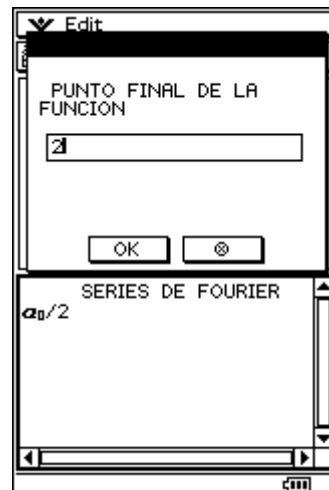 Edit
PUNTO FINAL DE LA
FUNCION
2
OK
SERIES DE FOURIER
a₀/2